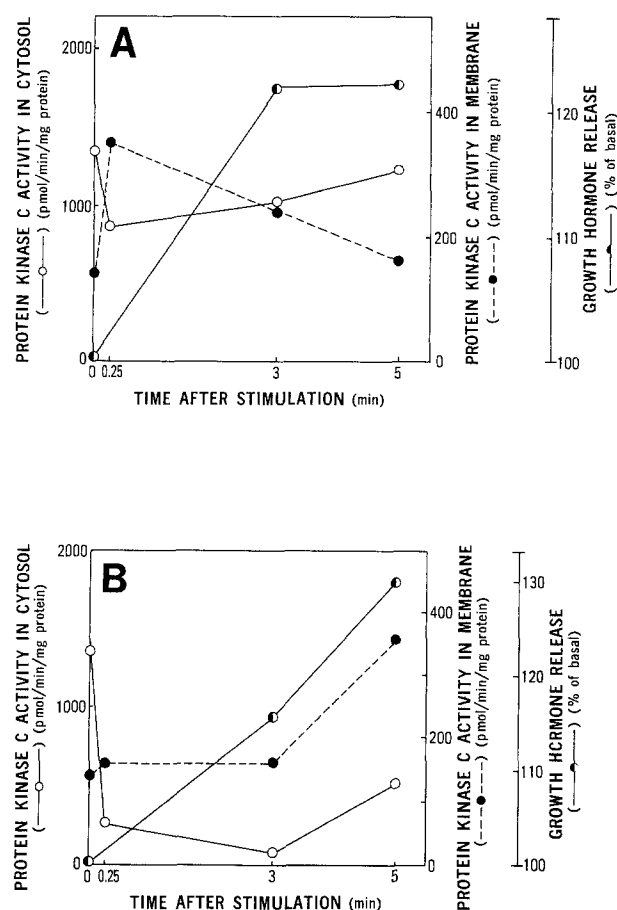 A
PROTEIN KINASE C ACTIVITY IN CYTOSOL
(—○—) (pmol/min/mg protein)
2000
1000
0
0 0.25 3 5
TIME AFTER STIMULATION (min)
400
200
0
PROTEIN KINASE C ACTIVITY IN MEMBRANE
(---●---) (pmol/min/mg protein)
120
110
100
GROWTH HORMONE RELEASE
(—◐—) (% of basal)
B
PROTEIN KINASE C ACTIVITY IN CYTOSOL
(—○—) (pmol/min/mg protein)
2000
1000
0
0 0.25 3 5
TIME AFTER STIMULATION (min)
400
200
0
PROTEIN KINASE C ACTIVITY IN MEMBRANE
(---●---) (pmol/min/mg protein)
130
120
110
100
GROWTH HORMONE RELEASE
(—◐—) (% of basal)